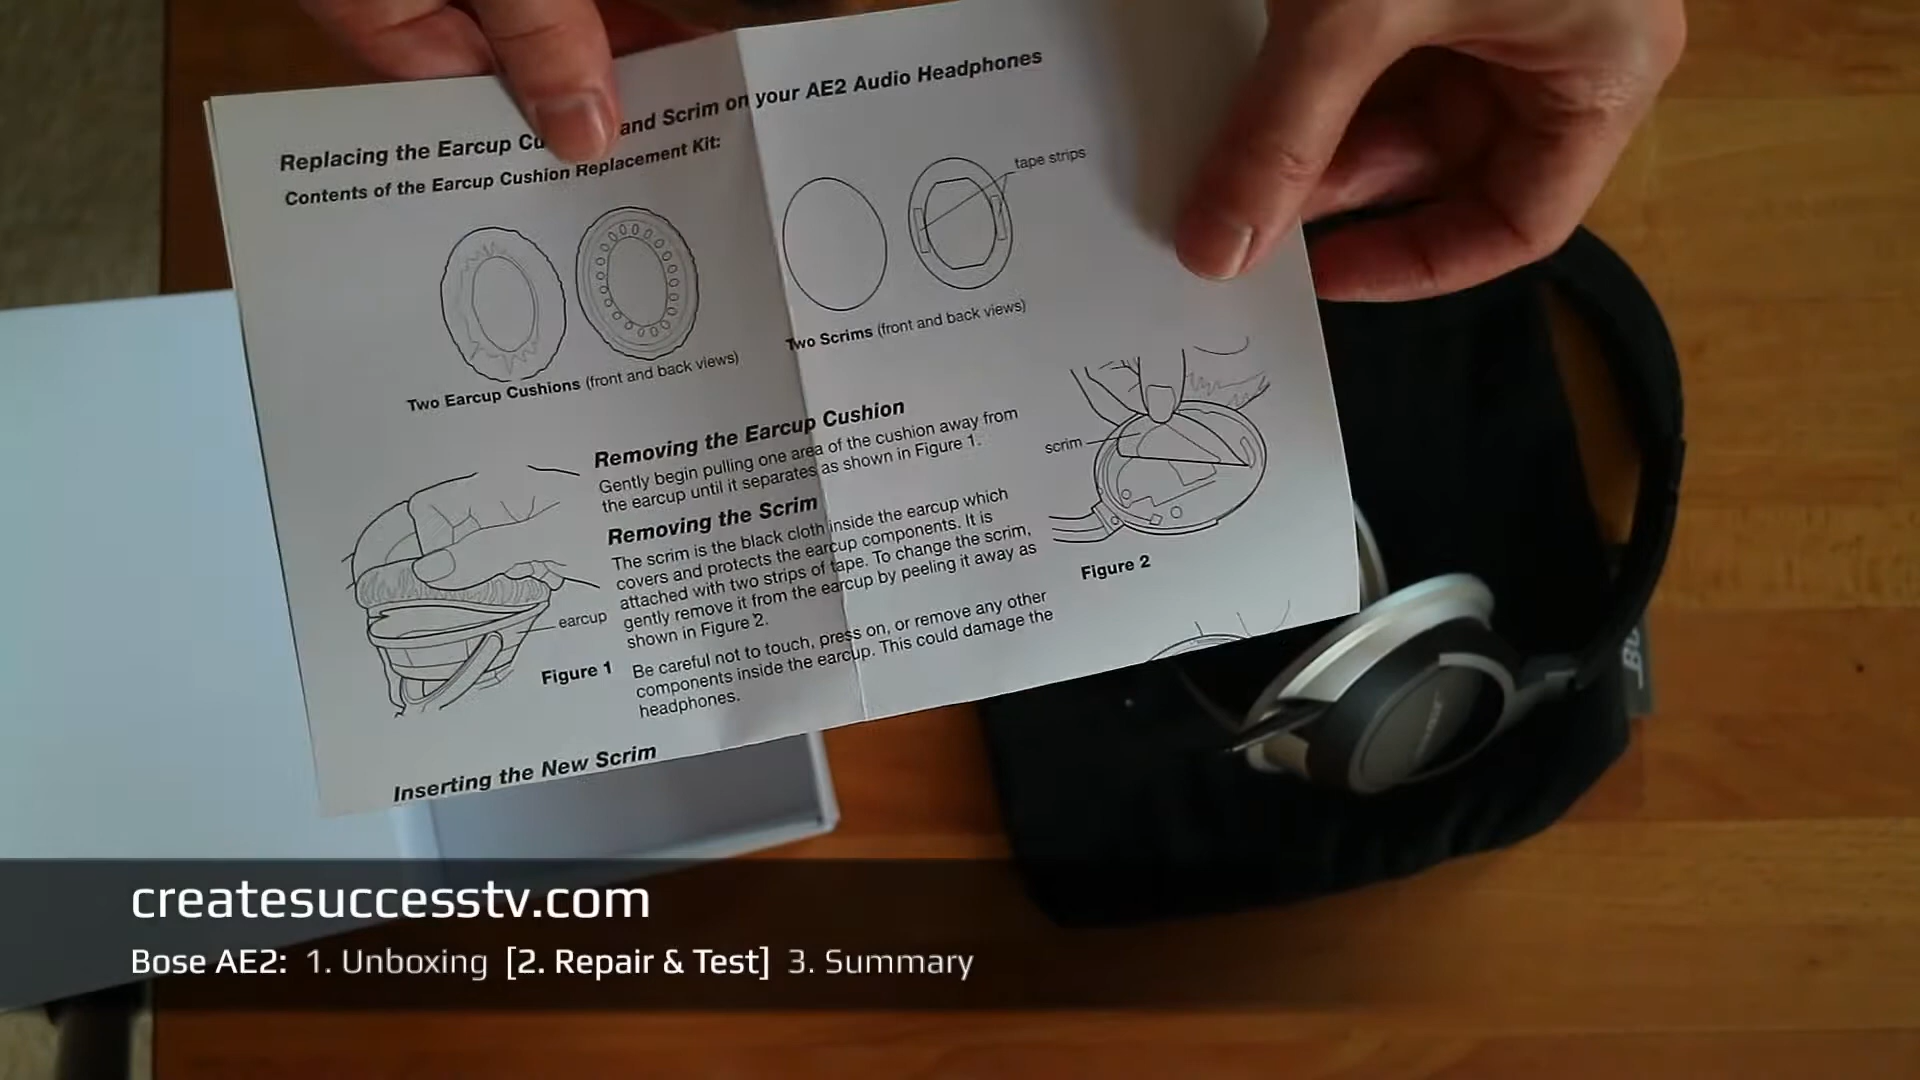 Replacing the Earcup Cu and Scrim on your AE2 Audio Headphones
Contents of the Earcup Cushion Replacement Kit:
tape strips
Two Earcup Cushions (front and back views)
Two Scrims (front and back views)
Removing the Earcup Cushion
Gently begin pulling one area of the cushion away from
the earcup until it separates as shown in Figure 1.
Removing the Scrim
The scrim is the black cloth inside the earcup which
covers and protects the earcup components. It is
attached with two strips of tape. To change the scrim,
gently remove it from the earcup by peeling it away as
shown in Figure 2.
Be careful not to touch, press on, or remove any other
components inside the earcup. This could damage the
headphones.
earcup
Figure 1
scrim
Figure 2
Inserting the New Scrim
createsuccesstv.com
Bose AE2: 1. Unboxing [2. Repair & Test] 3. Summary